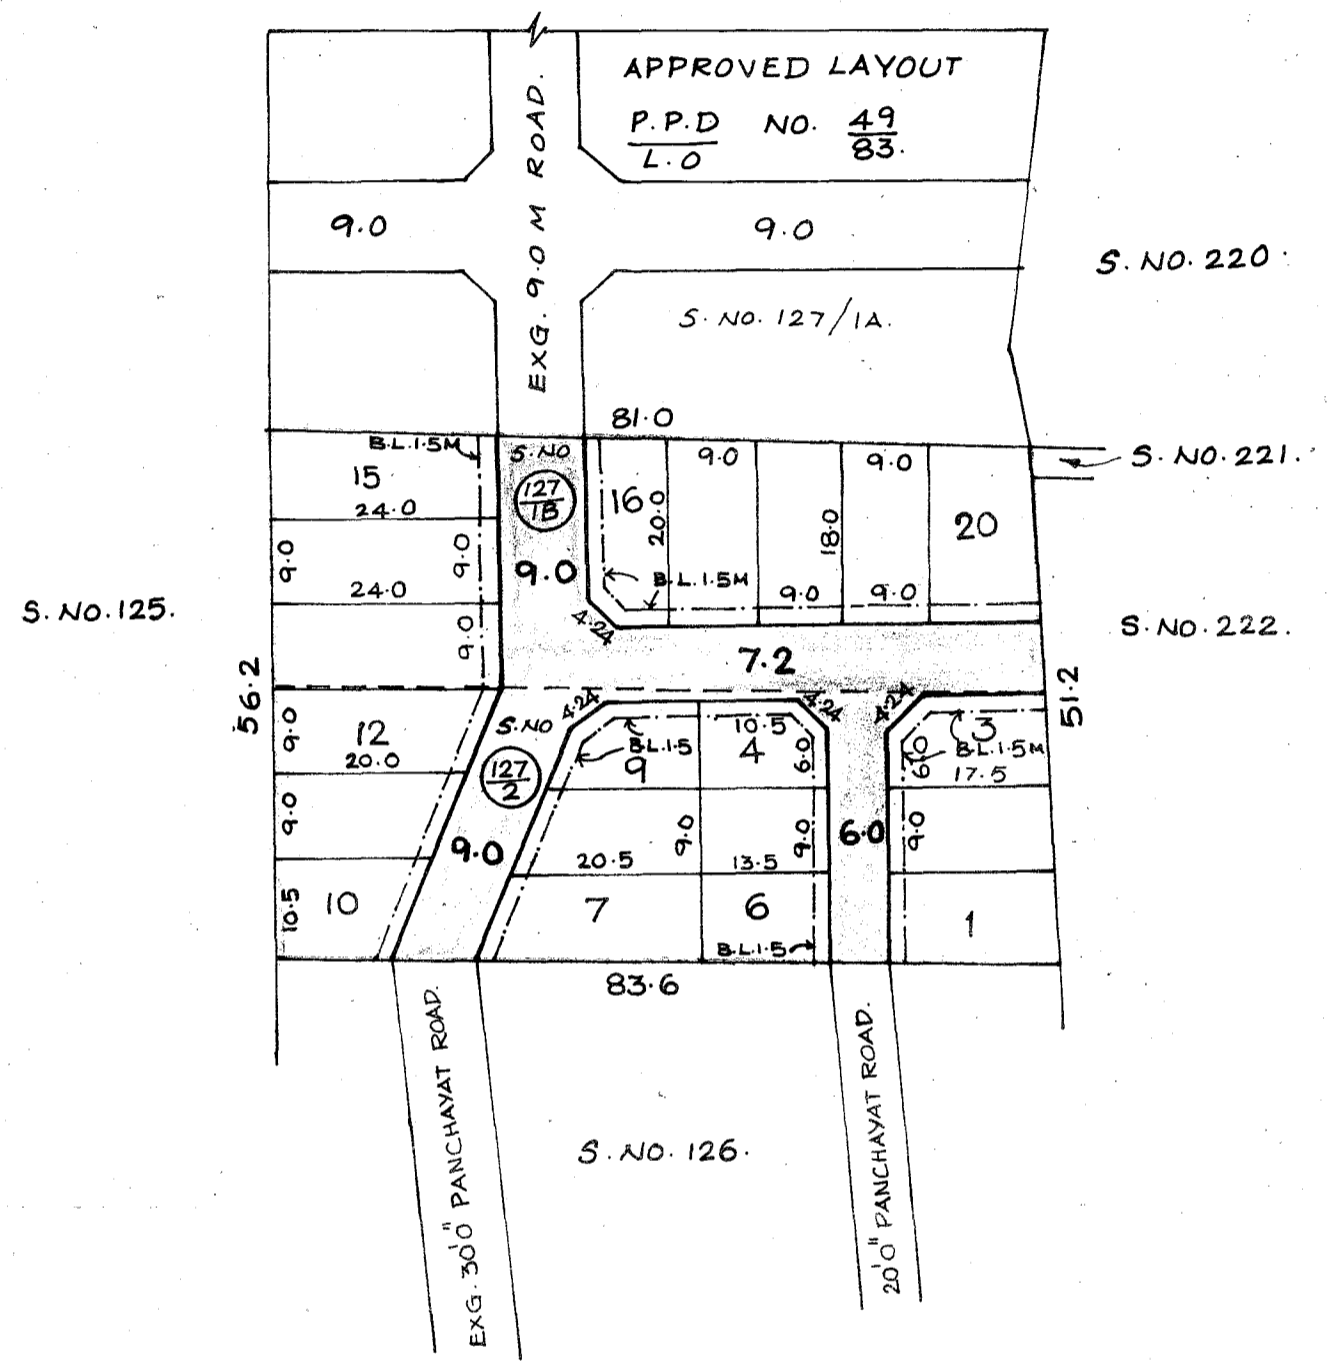 APPROVED LAYOUT
P.P.D NO. 49
L.O 83.
EXG. 9.0 M ROAD.
9.0
9.0
S. NO. 220
S. NO. 127/1A.
81.0
B.L.1.5M
S. NO
127
1B
15
24.0
9.0
9.0
24.0
9.0
9.0
16
20.0
B.L.1.5M
9.0
18.0
9.0
9.0
9.0
20
S. NO. 221.
S. NO. 125.
S. NO. 222.
4.24
7.2
56.2
51.2
9.0
12
20.0
9.0
10.5
10
S. NO
127
2
9.0
4.24
B.L.1.5
9
10.5
4
6.0
4.24
4.24
3
B.L.1.5M
6.0
17.5
9.0
20.5
9.0
13.5
6.0
9.0
7
6
B.L.1.5
1
83.6
EXG. 30'0" PANCHAYAT ROAD.
20'0" PANCHAYAT ROAD.
S. NO. 126.